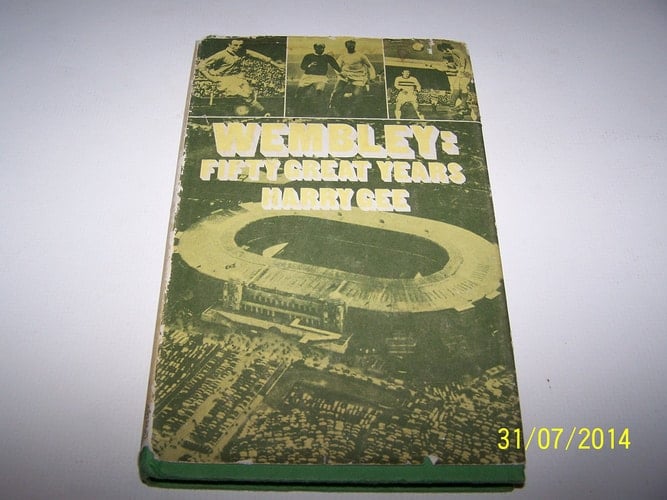 WEMBLEY:
FIFTY GREAT YEARS
HARRY GEE
31/07/2014